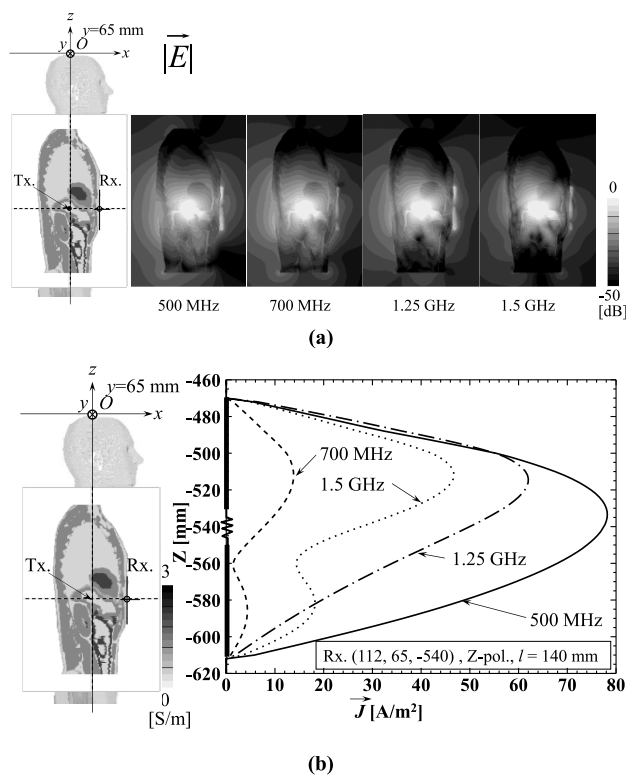 z
y O y=65 mm
x
|E|
Tx. Rx.
0
-50
[dB]
500 MHz 700 MHz 1.25 GHz 1.5 GHz
(a)
z
y O y=65 mm
x
Tx. Rx.
3
0
[S/m]
-460
-480
-500
-520
-540
-560
-580
-600
-620
Z [mm]
700 MHz
1.5 GHz
1.25 GHz
500 MHz
Rx. (112, 65, -540) , Z-pol., l = 140 mm
0 10 20 30 40 50 60 70 80
J [A/m²]
(b)